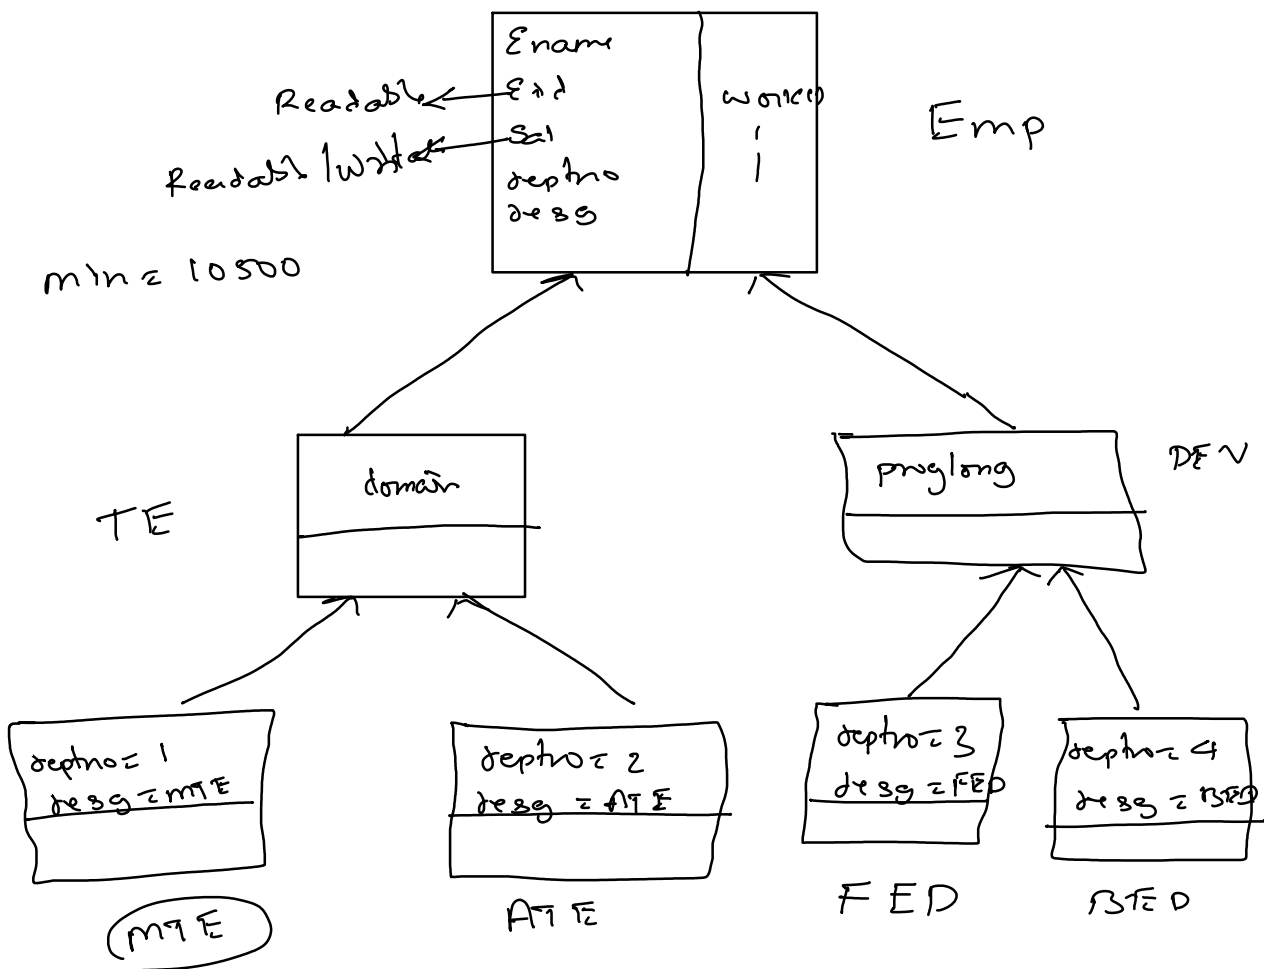 Ename
Readable
Eid
work()
Emp
Sal
deptno
desg
min = 10500
domain
proglang
DEV
TE
deptno = 1
desg = MTE
deptno = 2
desg = ATE
deptno = 3
desg = FED
deptno = 4
desg = BED
MTE
ATE
FED
BED